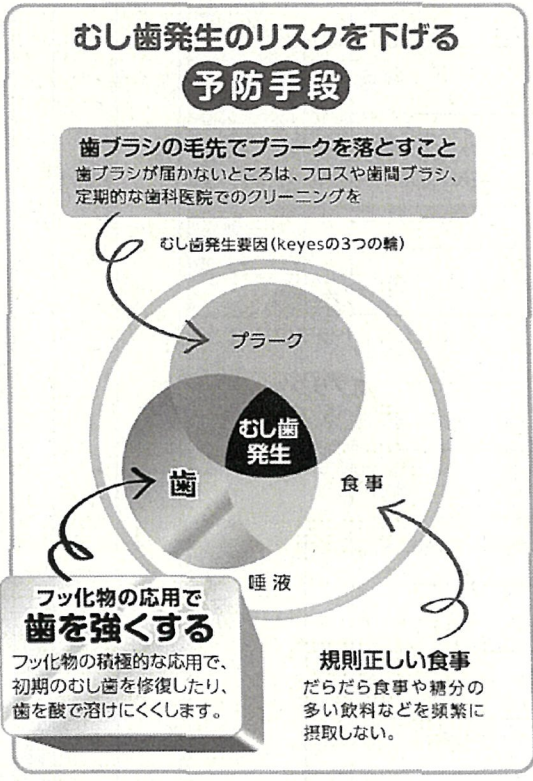 むし歯発生のリスクを下げる
予防手段
歯ブラシの毛先でプラークを落とすこと
歯ブラシが届かないところは、フロスや歯間ブラシ、
定期的な歯科医院でのクリーニングを
むし歯発生要因(keyesの3つの輪)
プラーク
むし歯
発生
歯
食事
唾液
フッ化物の応用で
歯を強くする
フッ化物の積極的な応用で、
初期のむし歯を修復したり、
歯を酸で溶けにくくします。
規則正しい食事
だらだら食事や糖分の
多い飲料などを頻繁に
摂取しない。